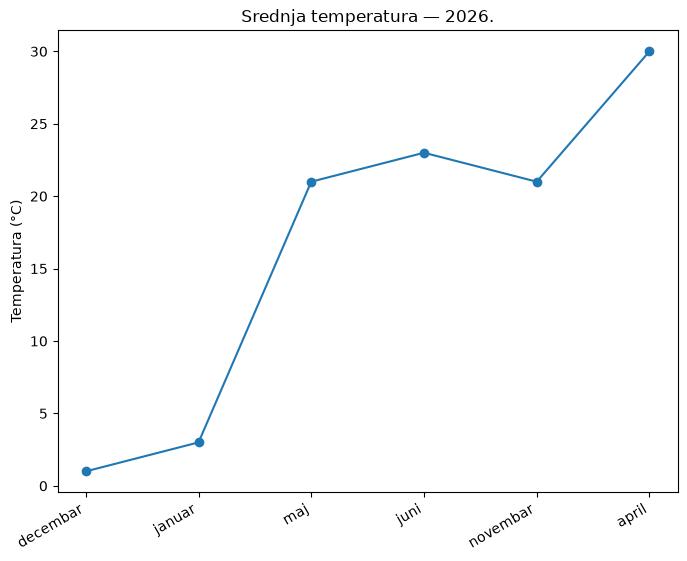 Srednja temperatura — 2026.
Temperatura (°C)
30
25
20
15
10
5
0
decembar
januar
maj
juni
novembar
april